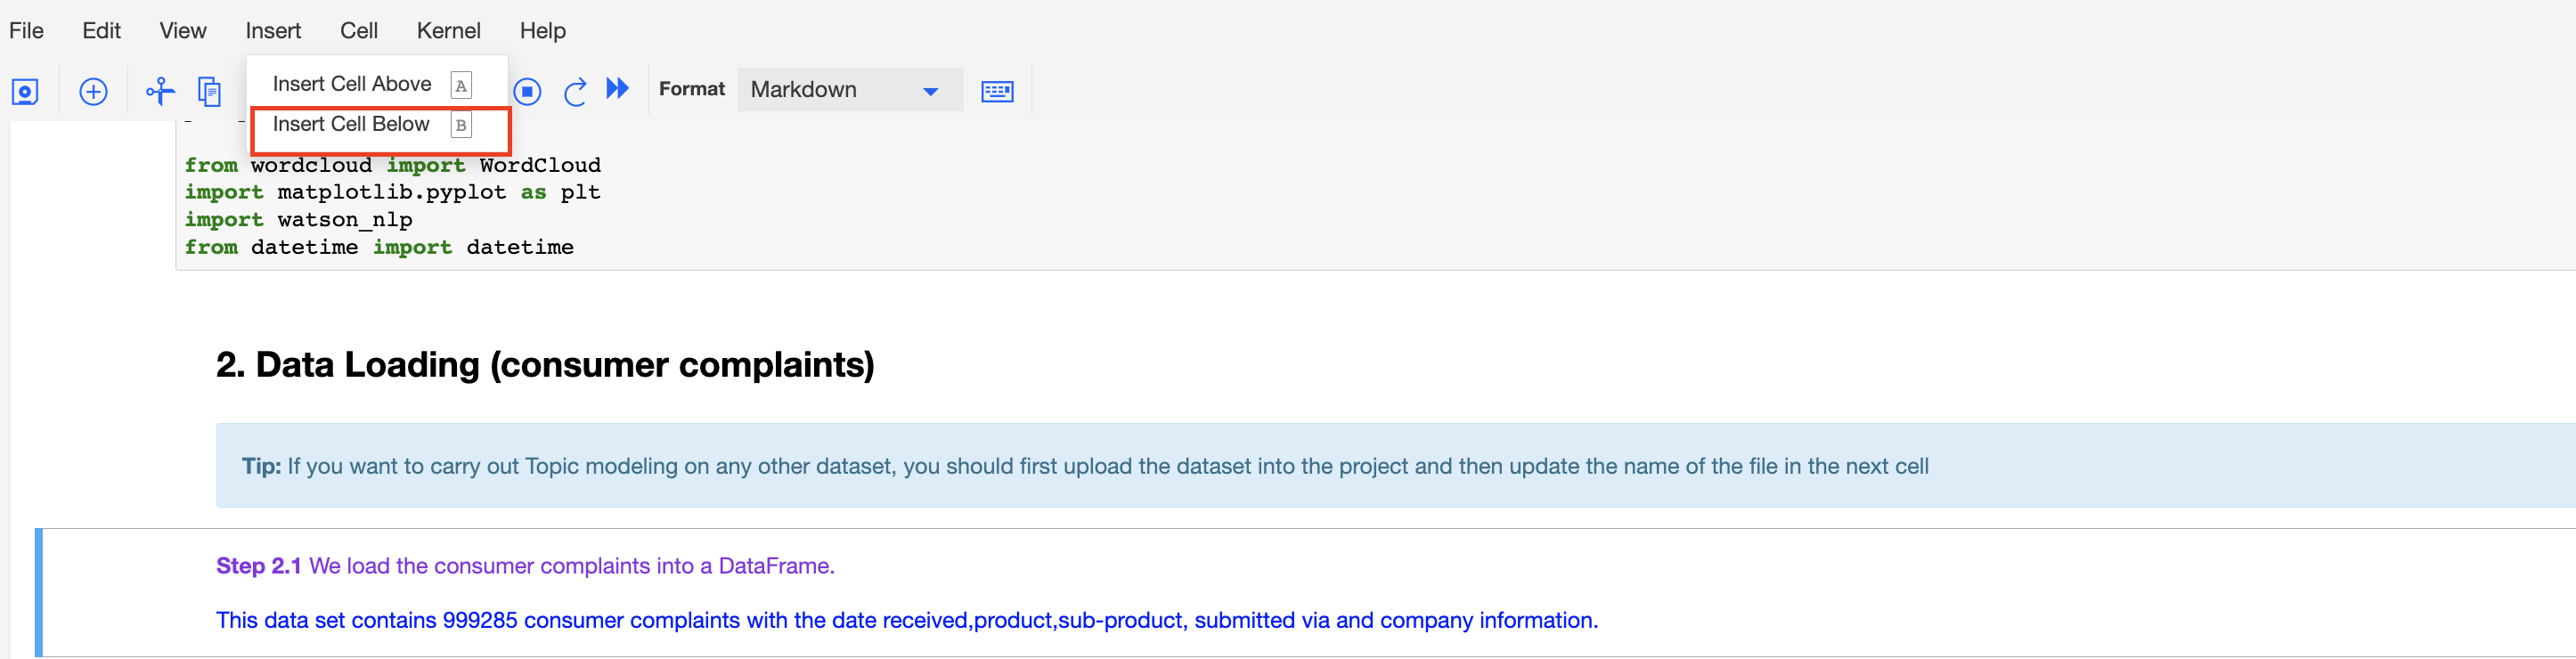 File Edit View Insert Cell Kernel Help
Insert Cell Above A
Insert Cell Below B
Format Markdown
from wordcloud import WordCloud
import matplotlib.pyplot as plt
import watson_nlp
from datetime import datetime
2. Data Loading (consumer complaints)
Tip: If you want to carry out Topic modeling on any other dataset, you should first upload the dataset into the project and then update the name of the file in the next cell
Step 2.1 We load the consumer complaints into a DataFrame.
This data set contains 999285 consumer complaints with the date received,product,sub-product, submitted via and company information.